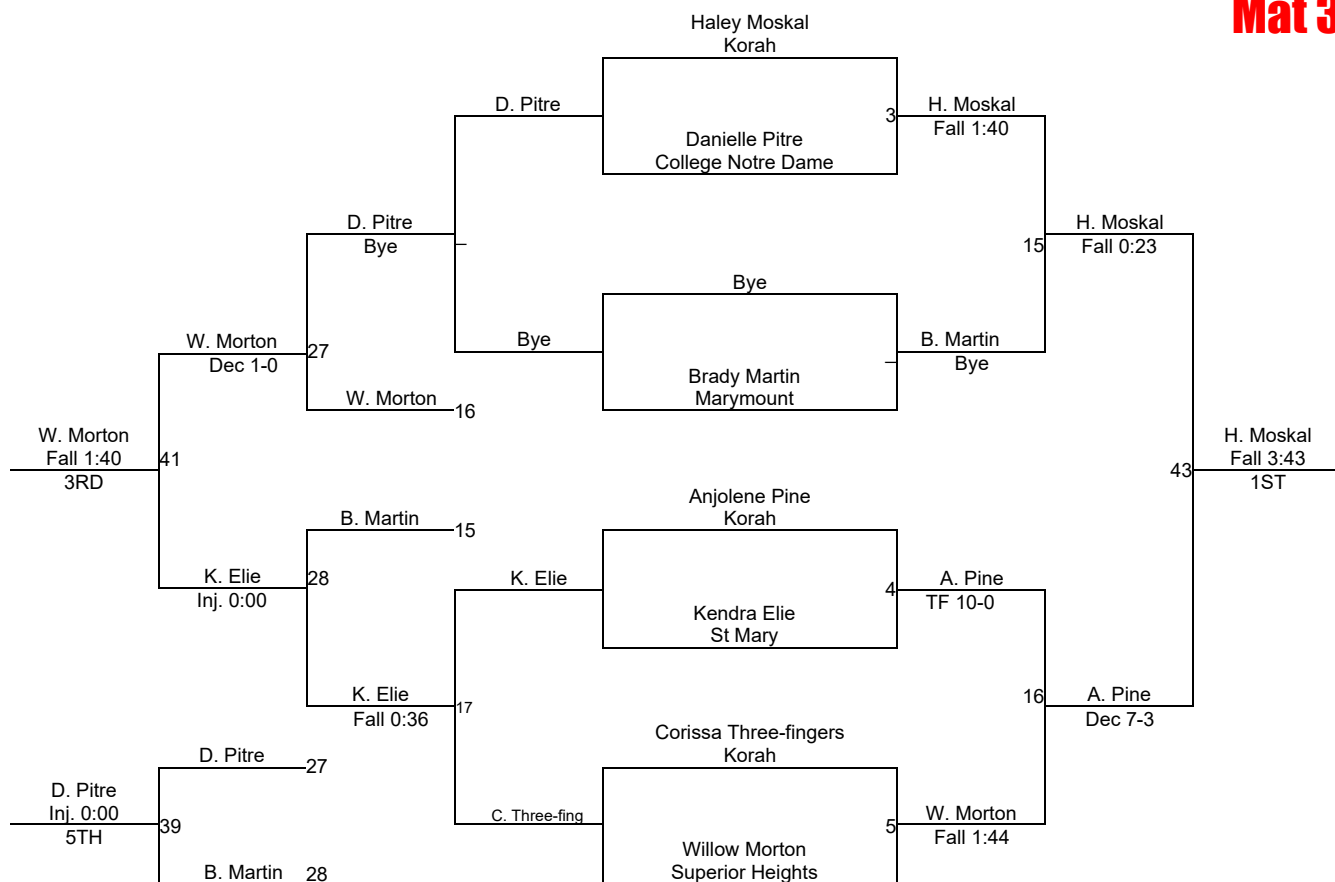 Mat 3
Haley Moskal
Korah
D. Pitre
3
H. Moskal
Fall 1:40
Danielle Pitre
College Notre Dame
D. Pitre
Bye
–
15
H. Moskal
Fall 0:23
Bye
W. Morton
Dec 1-0
27
Bye
Brady Martin
Marymount
–
B. Martin
Bye
W. Morton
16
W. Morton
Fall 1:40
3RD
41
43
H. Moskal
Fall 3:43
1ST
Anjolene Pine
Korah
B. Martin
15
K. Elie
Inj. 0:00
28
K. Elie
4
A. Pine
TF 10-0
Kendra Elie
St Mary
K. Elie
Fall 0:36
17
16
A. Pine
Dec 7-3
Corissa Three-fingers
Korah
D. Pitre
27
D. Pitre
Inj. 0:00
5TH
39
C. Three-fing
5
W. Morton
Fall 1:44
Willow Morton
Superior Heights
B. Martin
28